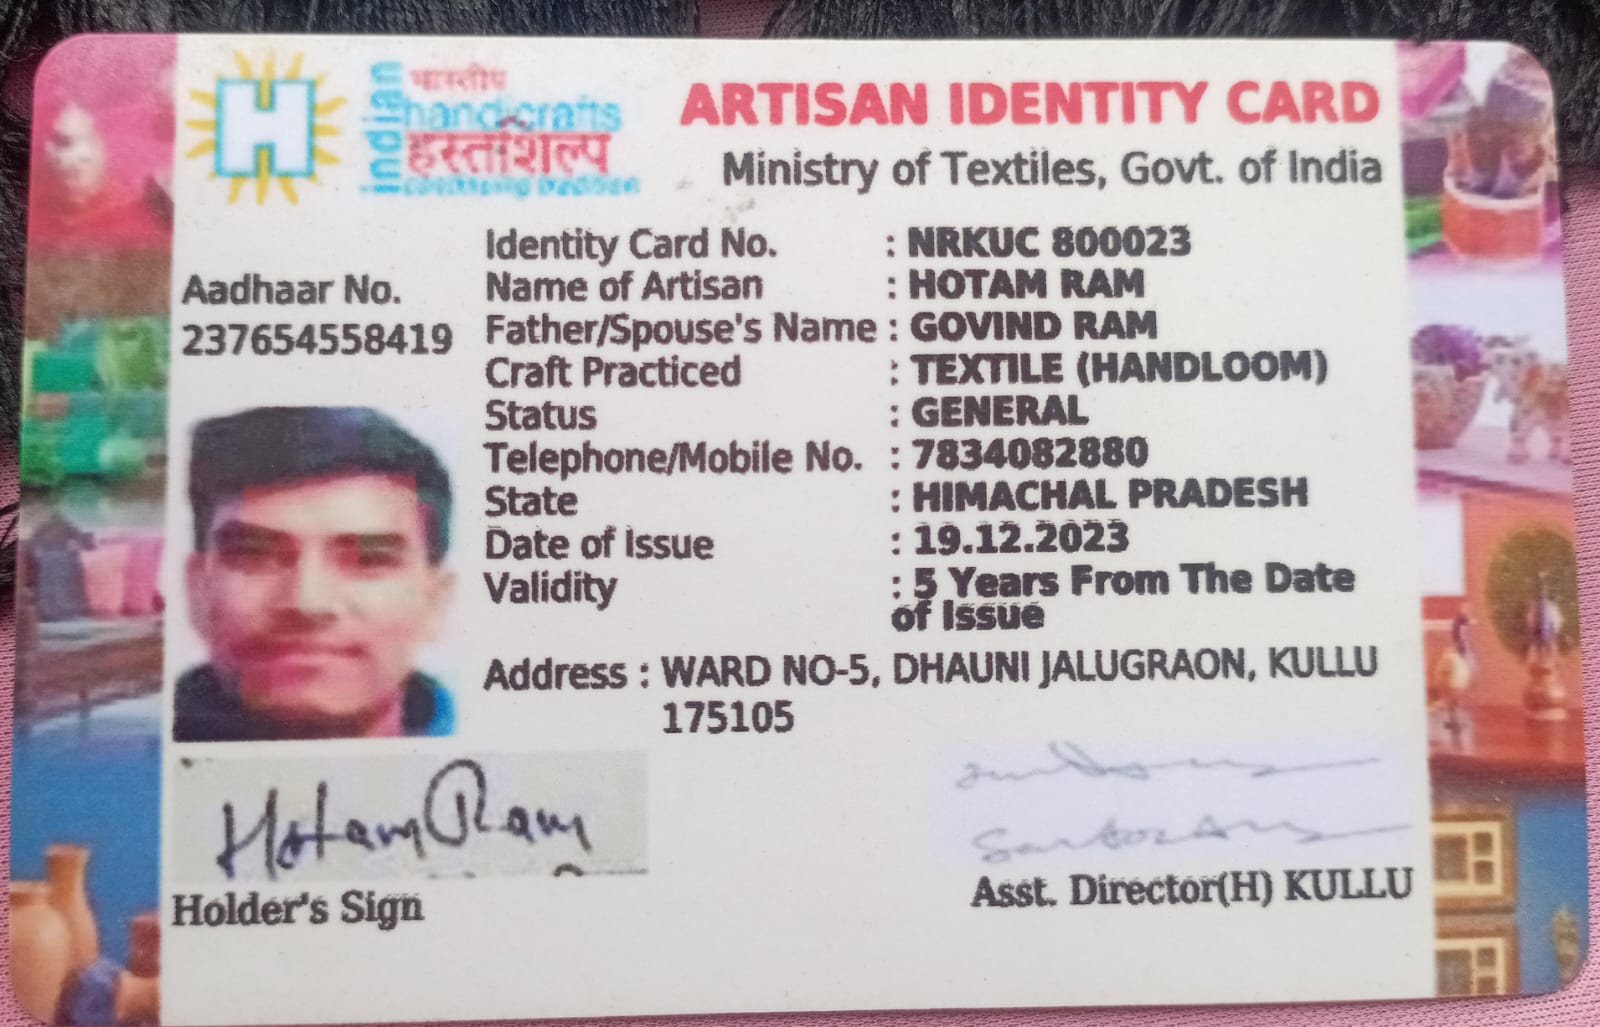 भारतीय
indian
handicrafts
हस्तशिल्प
ARTISAN IDENTITY CARD
Ministry of Textiles, Govt. of India
Aadhaar No.
237654558419
Identity Card No. : NRKUC 800023
Name of Artisan : HOTAM RAM
Father/Spouse's Name : GOVIND RAM
Craft Practiced : TEXTILE (HANDLOOM)
Status : GENERAL
Telephone/Mobile No. : 7834082880
State : HIMACHAL PRADESH
Date of Issue : 19.12.2023
Validity : 5 Years From The Date
of Issue
Address : WARD NO-5, DHAUNI JALUGRAON, KULLU
175105
Hotam Ram
Holder's Sign
Asst. Director(H) KULLU